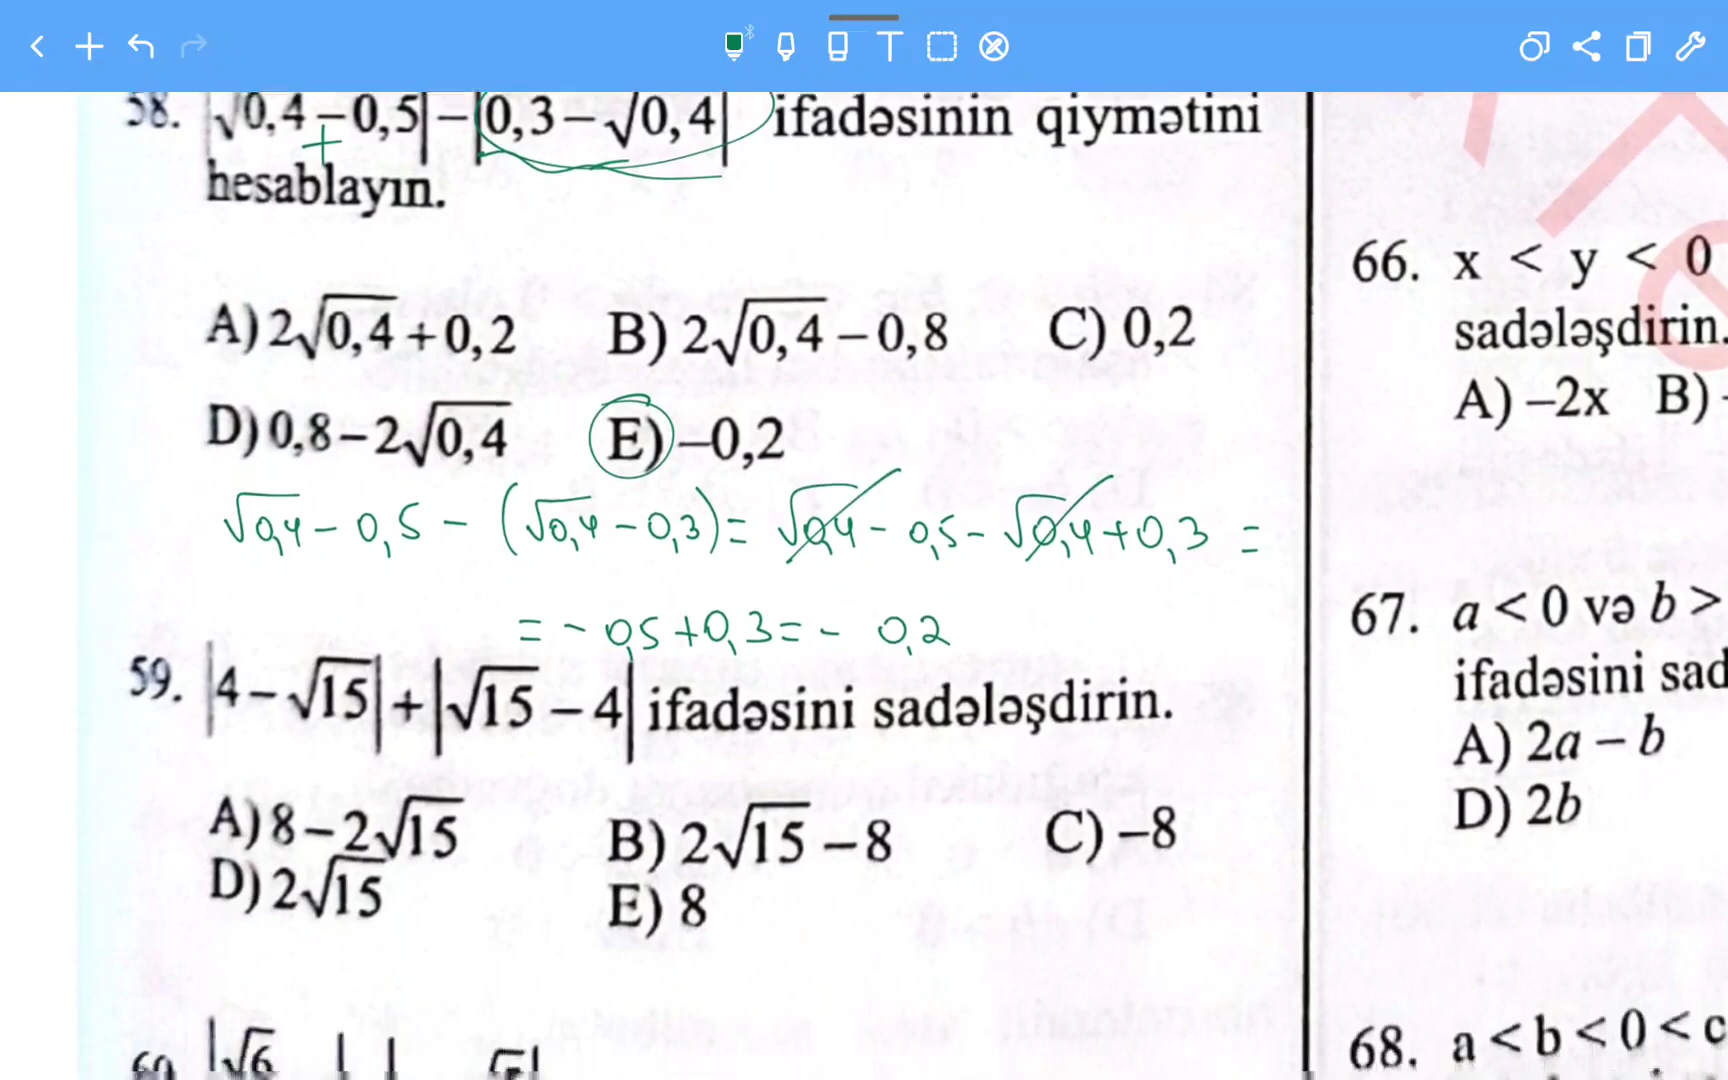 58. |√0,4 – 0,5| – |0,3 – √0,4| ifadəsinin qiymətini
+
hesablayın.
A) 2√0,4 + 0,2 B) 2√0,4 – 0,8 C) 0,2
D) 0,8 – 2√0,4 E) –0,2
√0,4 – 0,5 – (√0,4 – 0,3) = √0,4 – 0,5 – √0,4 + 0,3 =
= – 0,5 + 0,3 = – 0,2
59. |4 – √15| + |√15 – 4| ifadəsini sadələşdirin.
A) 8 – 2√15 B) 2√15 – 8 C) –8
D) 2√15 E) 8
60. |√6
66. x < y < 0
sadələşdirin.
A) –2x B) -
67. a < 0 və b >
ifadəsini sad
A) 2a – b
D) 2b
68. a < b < 0 < c